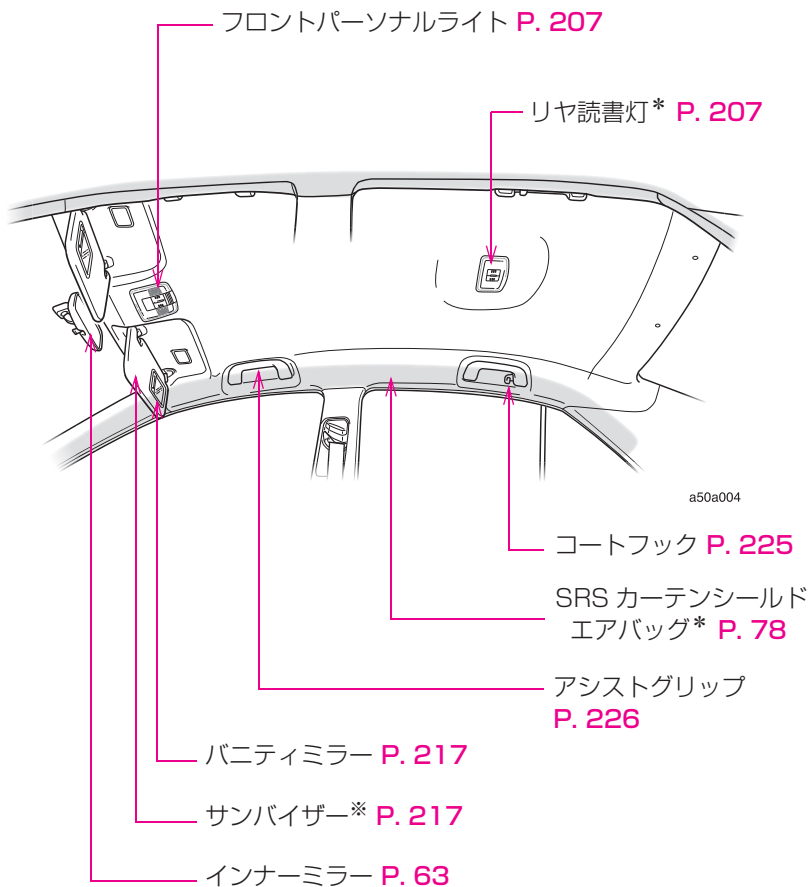 フロントパーソナルライト P. 207
リヤ読書灯* P. 207
a50a004
コートフック P. 225
SRS カーテンシールド
エアバッグ* P. 78
アシストグリップ
P. 226
バニティミラー P. 217
サンバイザー※ P. 217
インナーミラー P. 63